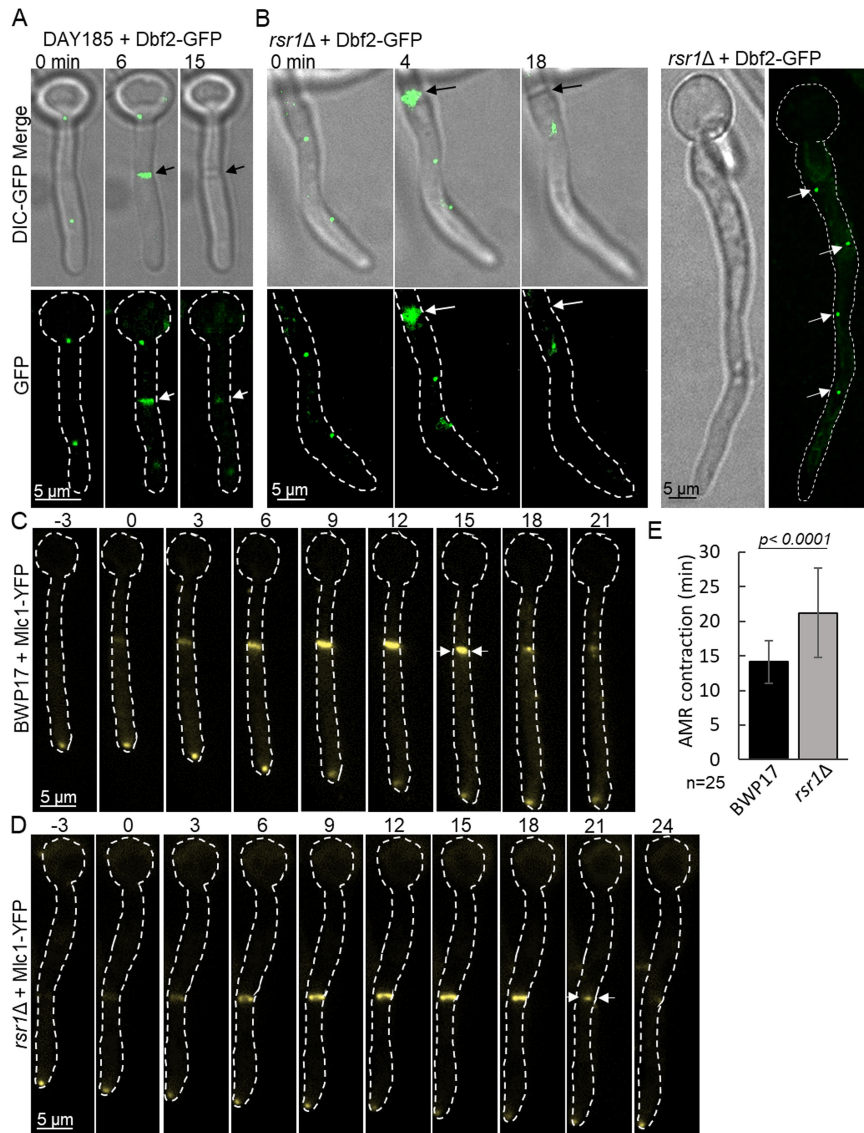 A
DAY185 + Dbf2-GFP
0 min 6 15
DIC-GFP Merge
GFP
5 µm
B
rsr1Δ + Dbf2-GFP
0 min 4 18
5 µm
rsr1Δ + Dbf2-GFP
5 µm
C
-3 0 3 6 9 12 15 18 21
BWP17 + Mlc1-YFP
5 µm
D
-3 0 3 6 9 12 15 18 21 24
rsr1Δ + Mlc1-YFP
5 µm
E
p< 0.0001
AMR contraction (min)
30
25
20
15
10
5
0
n=25
BWP17
rsr1Δ